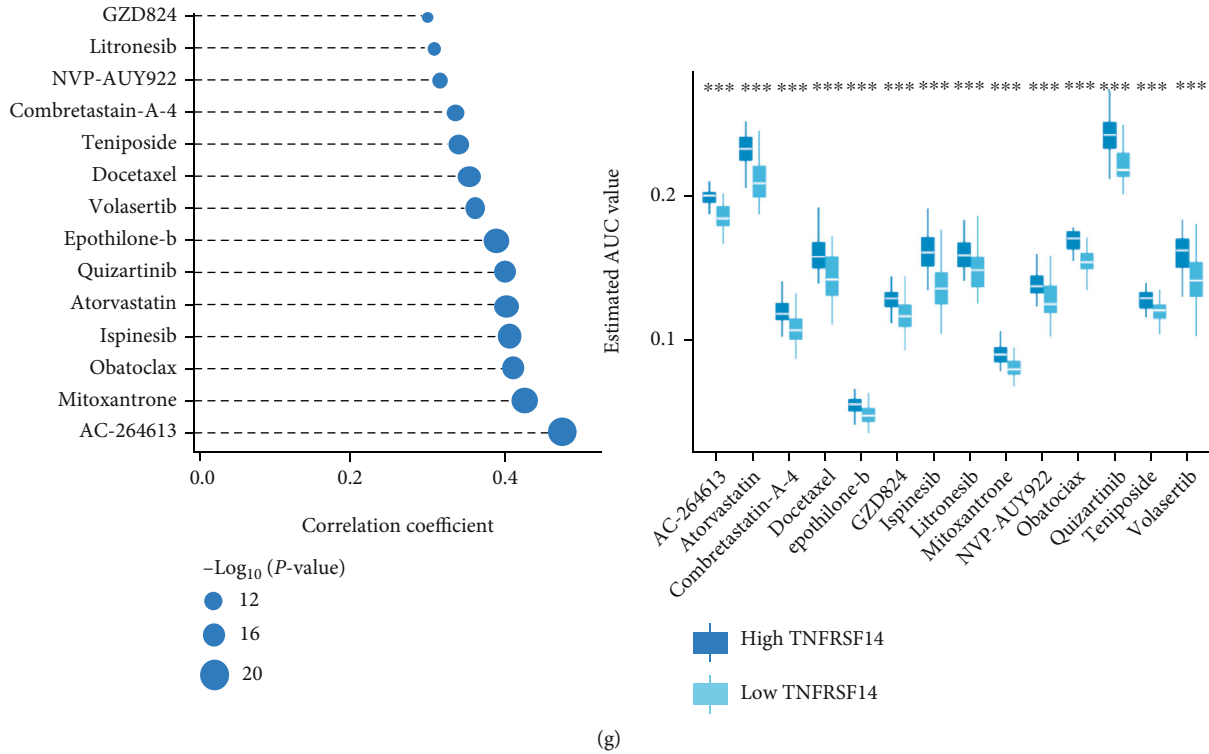 GZD824
Litronesib
NVP-AUY922
Combretastain-A-4
Teniposide
Docetaxel
Volasertib
Epothilone-b
Quizartinib
Atorvastatin
Ispinesib
Obatoclax
Mitoxantrone
AC-264613
0.0
0.2
0.4
Correlation coefficient
–Log10 (P-value)
12
16
20
*** *** *** *** *** *** *** *** *** *** *** *** *** ***
Estimated AUC value
0.2
0.1
AC-264613
Atorvastatin
Combretastatin-A-4
Docetaxel
epothilone-b
GZD824
Ispinesib
Litronesib
Mitoxantrone
NVP-AUY922
Obatociax
Quizartinib
Teniposide
Volasertib
High TNFRSF14
Low TNFRSF14
(g)